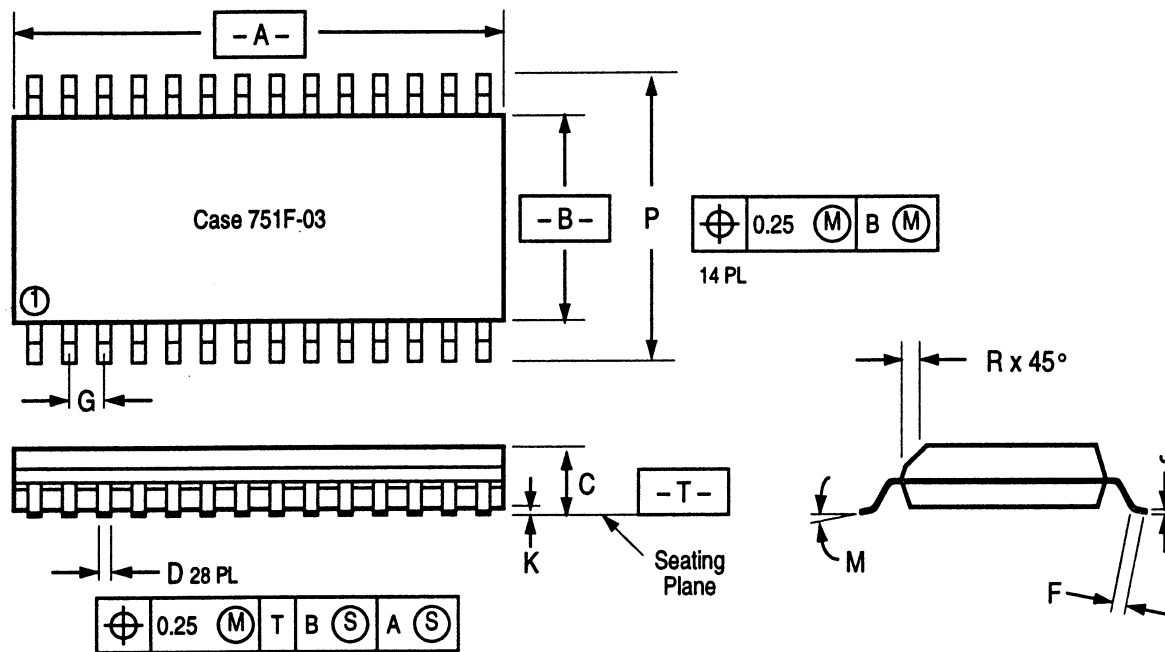 - A -
Case 751F-03
- B -
P
⌖ 0.25 Ⓜ B Ⓜ
14 PL
①
G
R x 45°
C
- T -
J
K
Seating
Plane
M
D 28 PL
F
⌖ 0.25 Ⓜ T B Ⓢ A Ⓢ